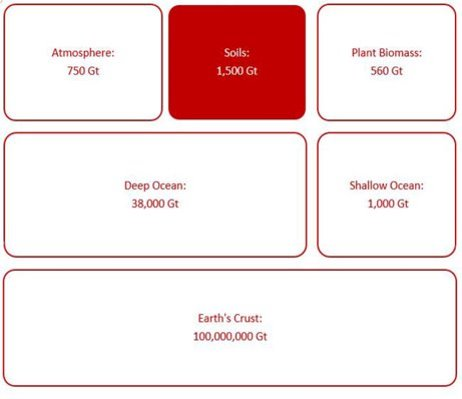 Atmosphere:
750 Gt
Soils:
1,500 Gt
Plant Biomass:
560 Gt
Deep Ocean:
38,000 Gt
Shallow Ocean:
1,000 Gt
Earth's Crust:
100,000,000 Gt